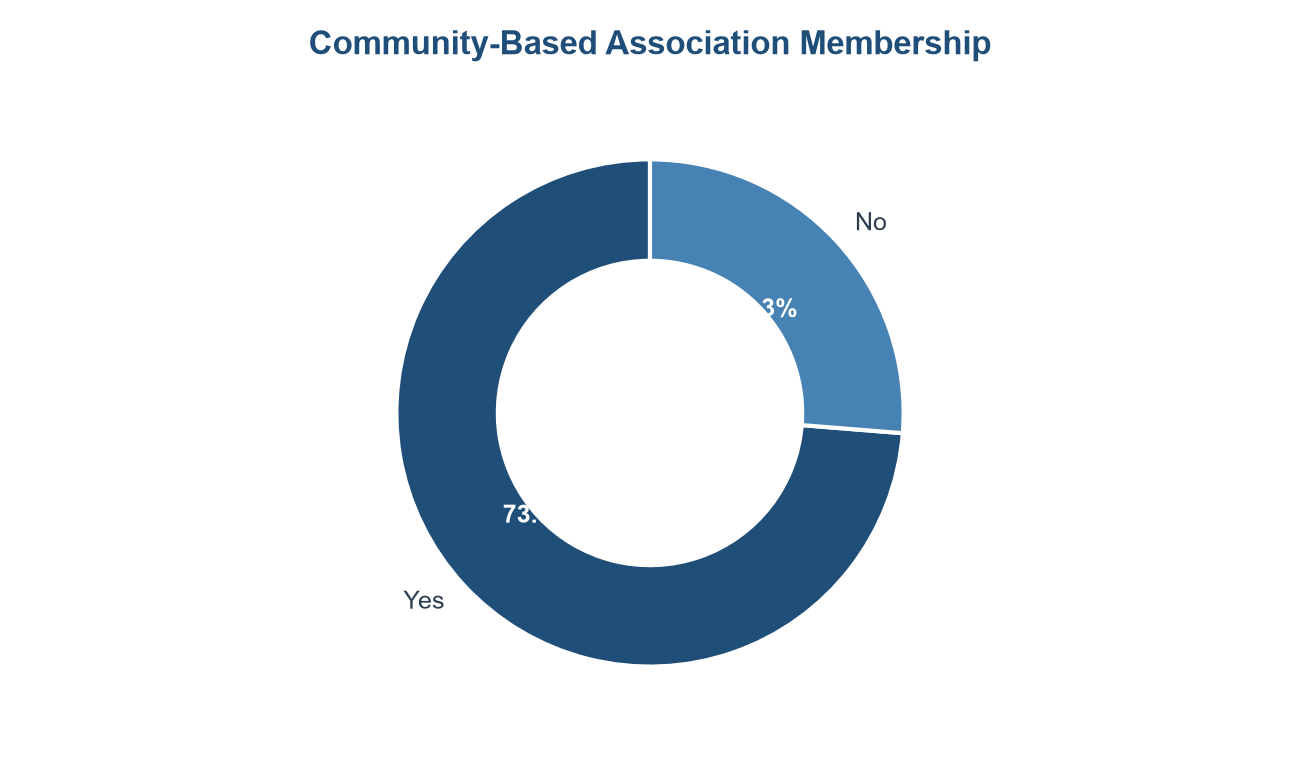 Community-Based Association Membership
No
3%
73.
Yes